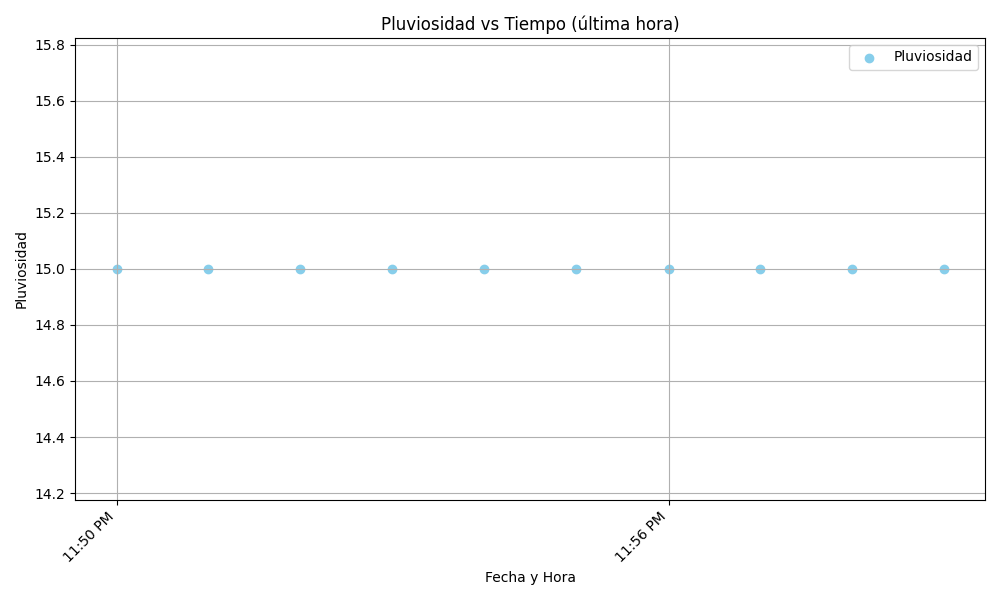 Pluviosidad vs Tiempo (última hora)
Pluviosidad
15.8
15.6
15.4
15.2
15.0
14.8
14.6
14.4
14.2
Pluviosidad
11:50 PM
11:56 PM
Fecha y Hora